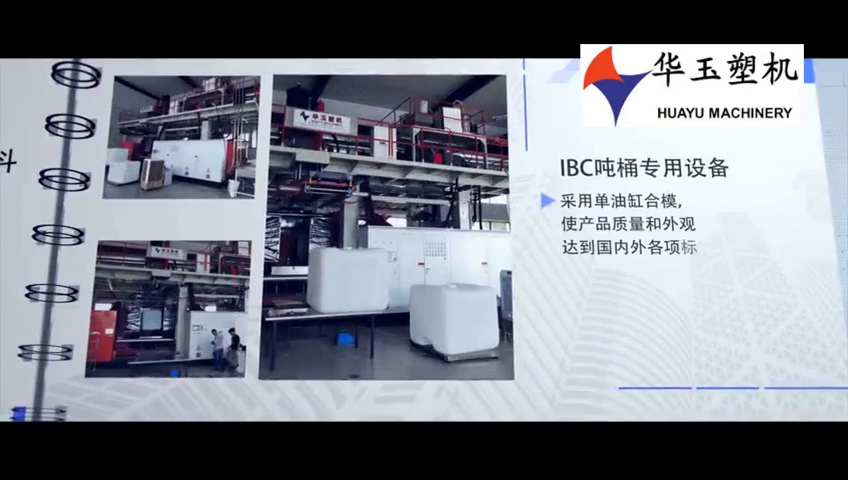 斗
华玉塑机
HUAYU MACHINERY
华玉塑机
IBC吨桶专用设备
采用单油缸合模，
使产品质量和外观
达到国内外各项标